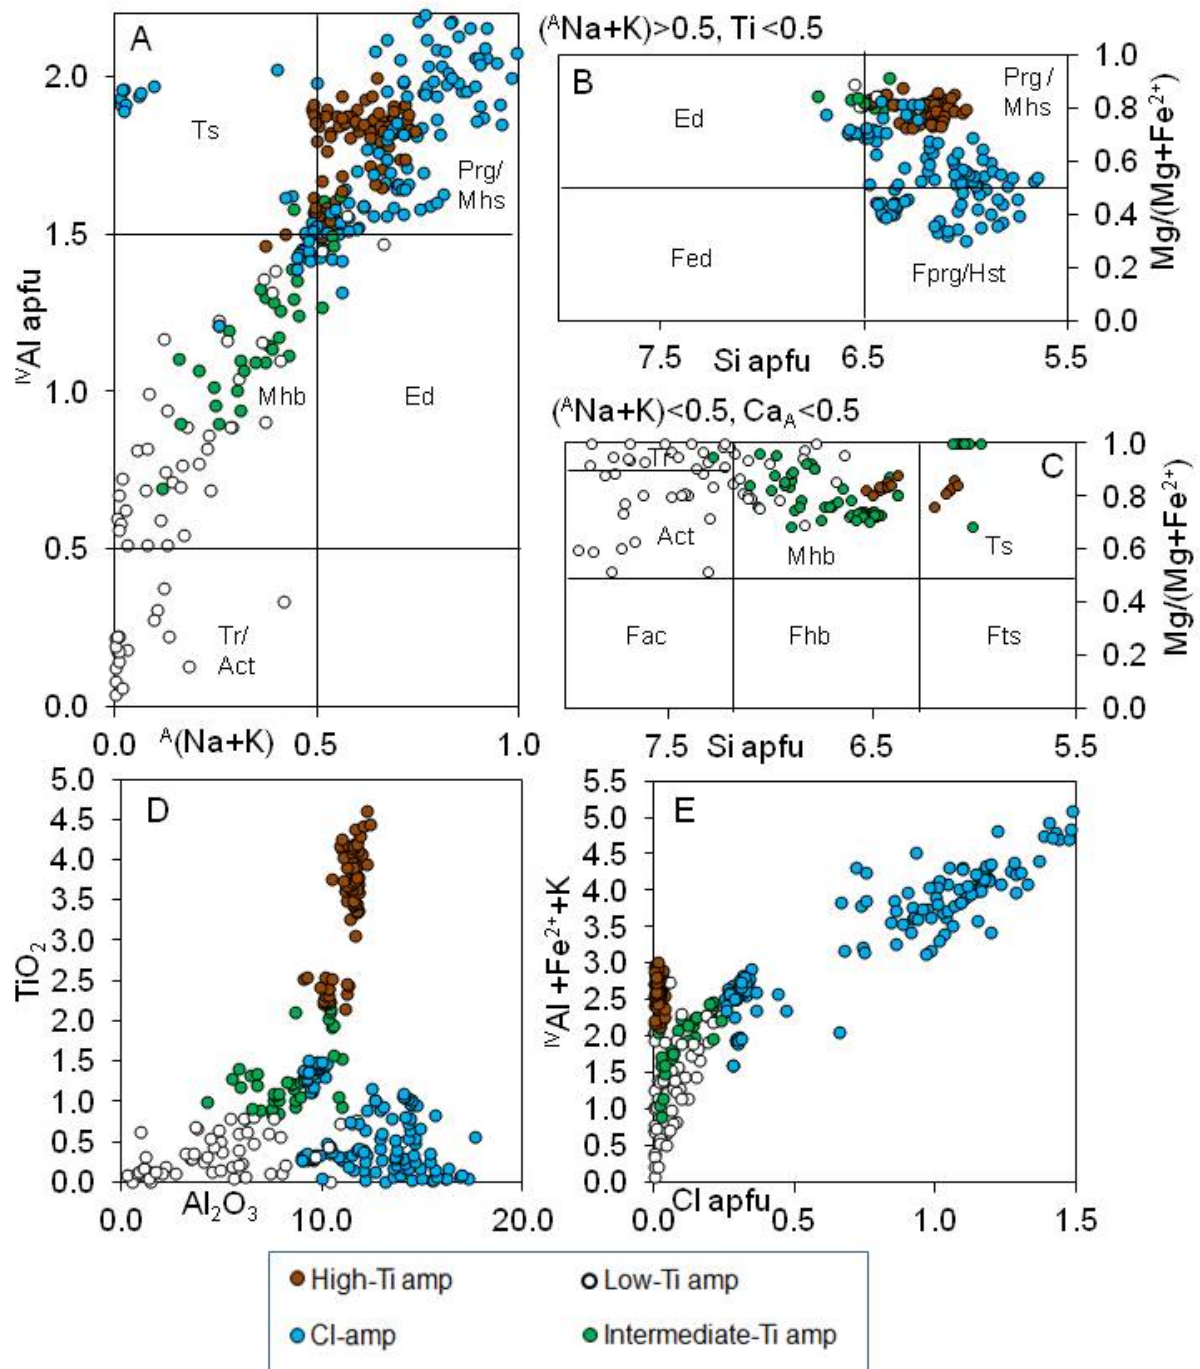 A
2.0
1.5
1.0
0.5
0.0
Ts
Prg/
Mhs
Mhb
Ed
Tr/
Act
ᴵⱽAl apfu
0.0
ᴬ(Na+K)
0.5
1.0
(ᴬNa+K)>0.5, Ti <0.5
B
Ed
Prg /
Mhs
Fed
Fprg/Hst
1.0
0.8
0.6
0.4
0.2
0.0
Mg/(Mg+Fe²⁺)
7.5
Si apfu
6.5
5.5
(ᴬNa+K)<0.5, Ca_A<0.5
C
Tr
Act
Mhb
Ts
Fac
Fhb
Fts
1.0
0.8
0.6
0.4
0.2
0.0
Mg/(Mg+Fe²⁺)
7.5
Si apfu
6.5
5.5
D
5.0
4.5
4.0
3.5
3.0
2.5
2.0
1.5
1.0
0.5
0.0
TiO₂
0.0
Al₂O₃
10.0
20.0
E
5.5
5.0
4.5
4.0
3.5
3.0
2.5
2.0
1.5
1.0
0.5
0.0
ᴵⱽAl +Fe²⁺+K
0.0
Cl apfu
0.5
1.0
1.5
High-Ti amp
Low-Ti amp
Cl-amp
Intermediate-Ti amp